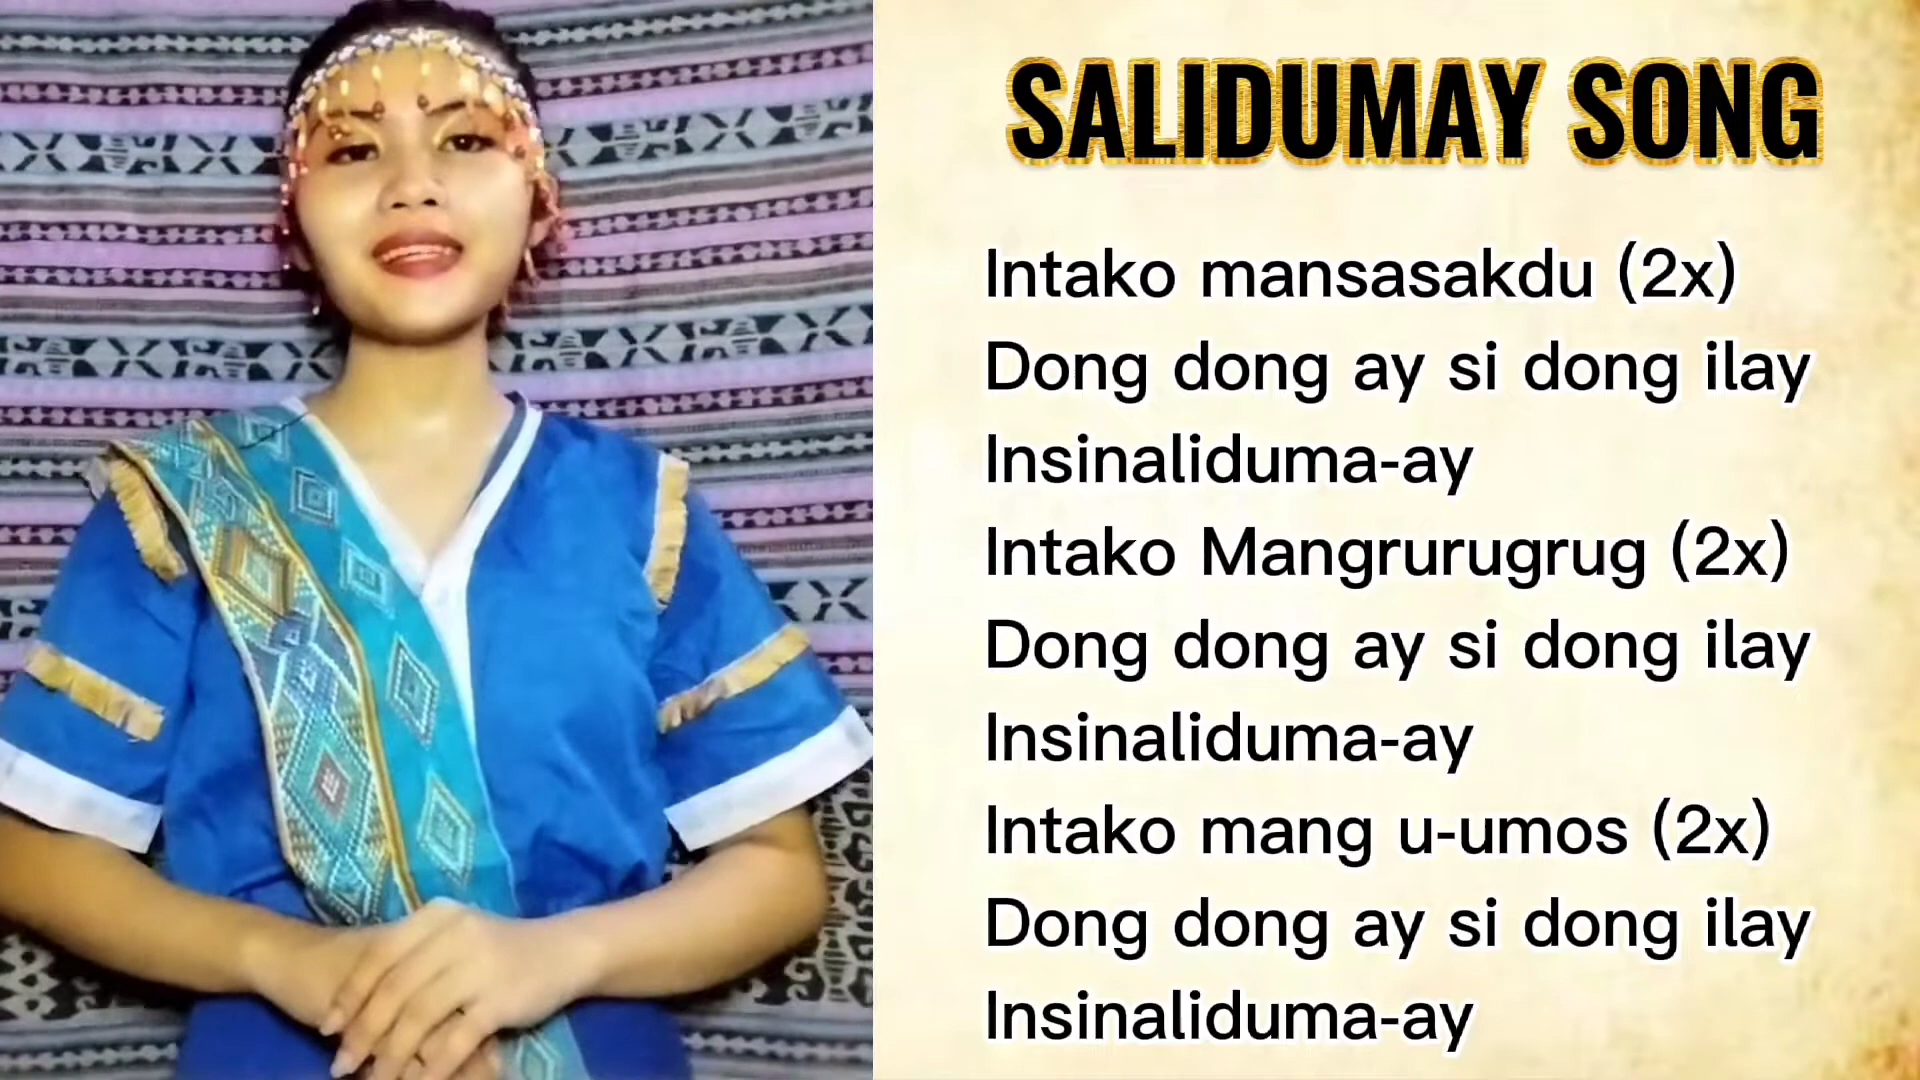 SALIDUMAY SONG
Intako mansasakdu (2x)
Dong dong ay si dong ilay
Insinaliduma-ay
Intako Mangrurugrug (2x)
Dong dong ay si dong ilay
Insinaliduma-ay
Intako mang u-umos (2x)
Dong dong ay si dong ilay
Insinaliduma-ay